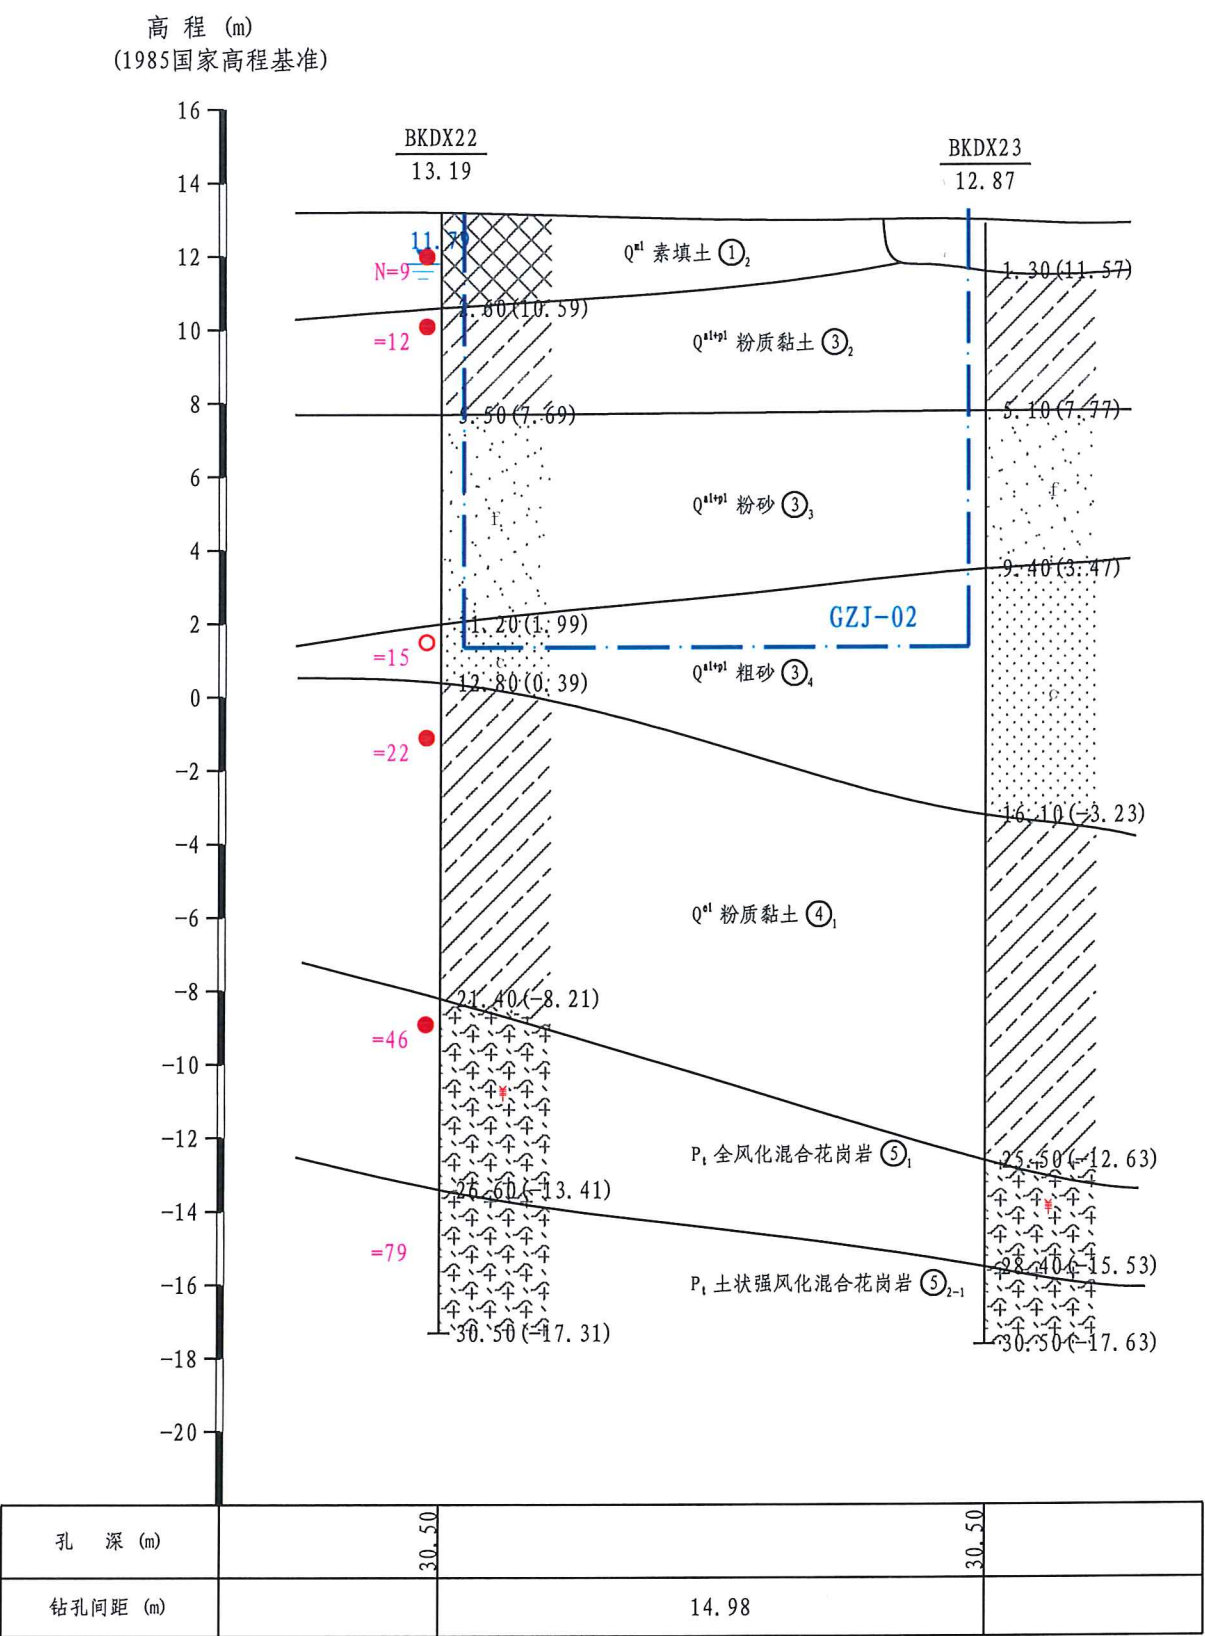 高 程 (m)
(1985国家高程基准)
16
BKDX22
13.19
BKDX23
12.87
14
11.79
12
N=9
Qml 素填土 ①2
1.30(11.57)
2.60(10.59)
10
=12
Qal+pl 粉质黏土 ③2
8
5.50(7.69)
5.10(7.77)
6
Qal+pl 粉砂 ③3
f
f
4
9.40(3.47)
2
11.20(1.99)
GZJ-02
=15
c
Qal+pl 粗砂 ③4
c
0
12.80(0.39)
=22
-2
16.10(-3.23)
-4
-6
Qel 粉质黏土 ④1
-8
21.40(-8.21)
=46
-10
-12
Pt 全风化混合花岗岩 ⑤1
25.50(-12.63)
26.60(-13.41)
-14
=79
28.40(-15.53)
-16
Pt 土状强风化混合花岗岩 ⑤2-1
30.50(-17.31)
30.50(-17.63)
-18
-20
孔 深 (m)
30.50
30.50
钻孔间距 (m)
14.98